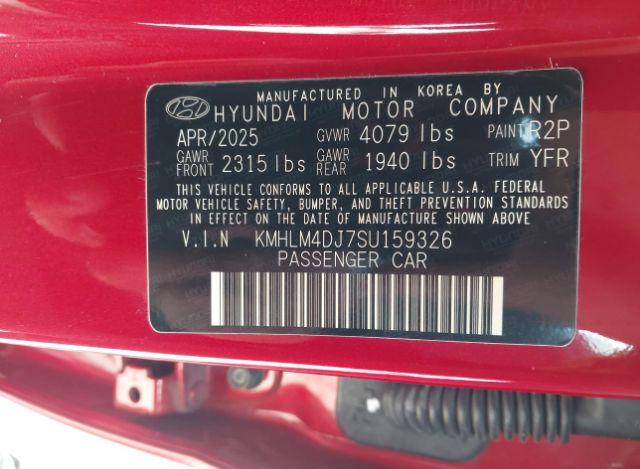 MANUFACTURED IN KOREA BY
HYUNDAI MOTOR COMPANY
APR/2025 GVWR 4079 lbs PAINT R2P
GAWR FRONT 2315 lbs GAWR REAR 1940 lbs TRIM YFR
THIS VEHICLE CONFORMS TO ALL APPLICABLE U.S.A. FEDERAL
MOTOR VEHICLE SAFETY, BUMPER, AND THEFT PREVENTION STANDARDS
IN EFFECT ON THE DATE OF MANUFACTURE SHOWN ABOVE
V.I.N KMHLM4DJ7SU159326
PASSENGER CAR